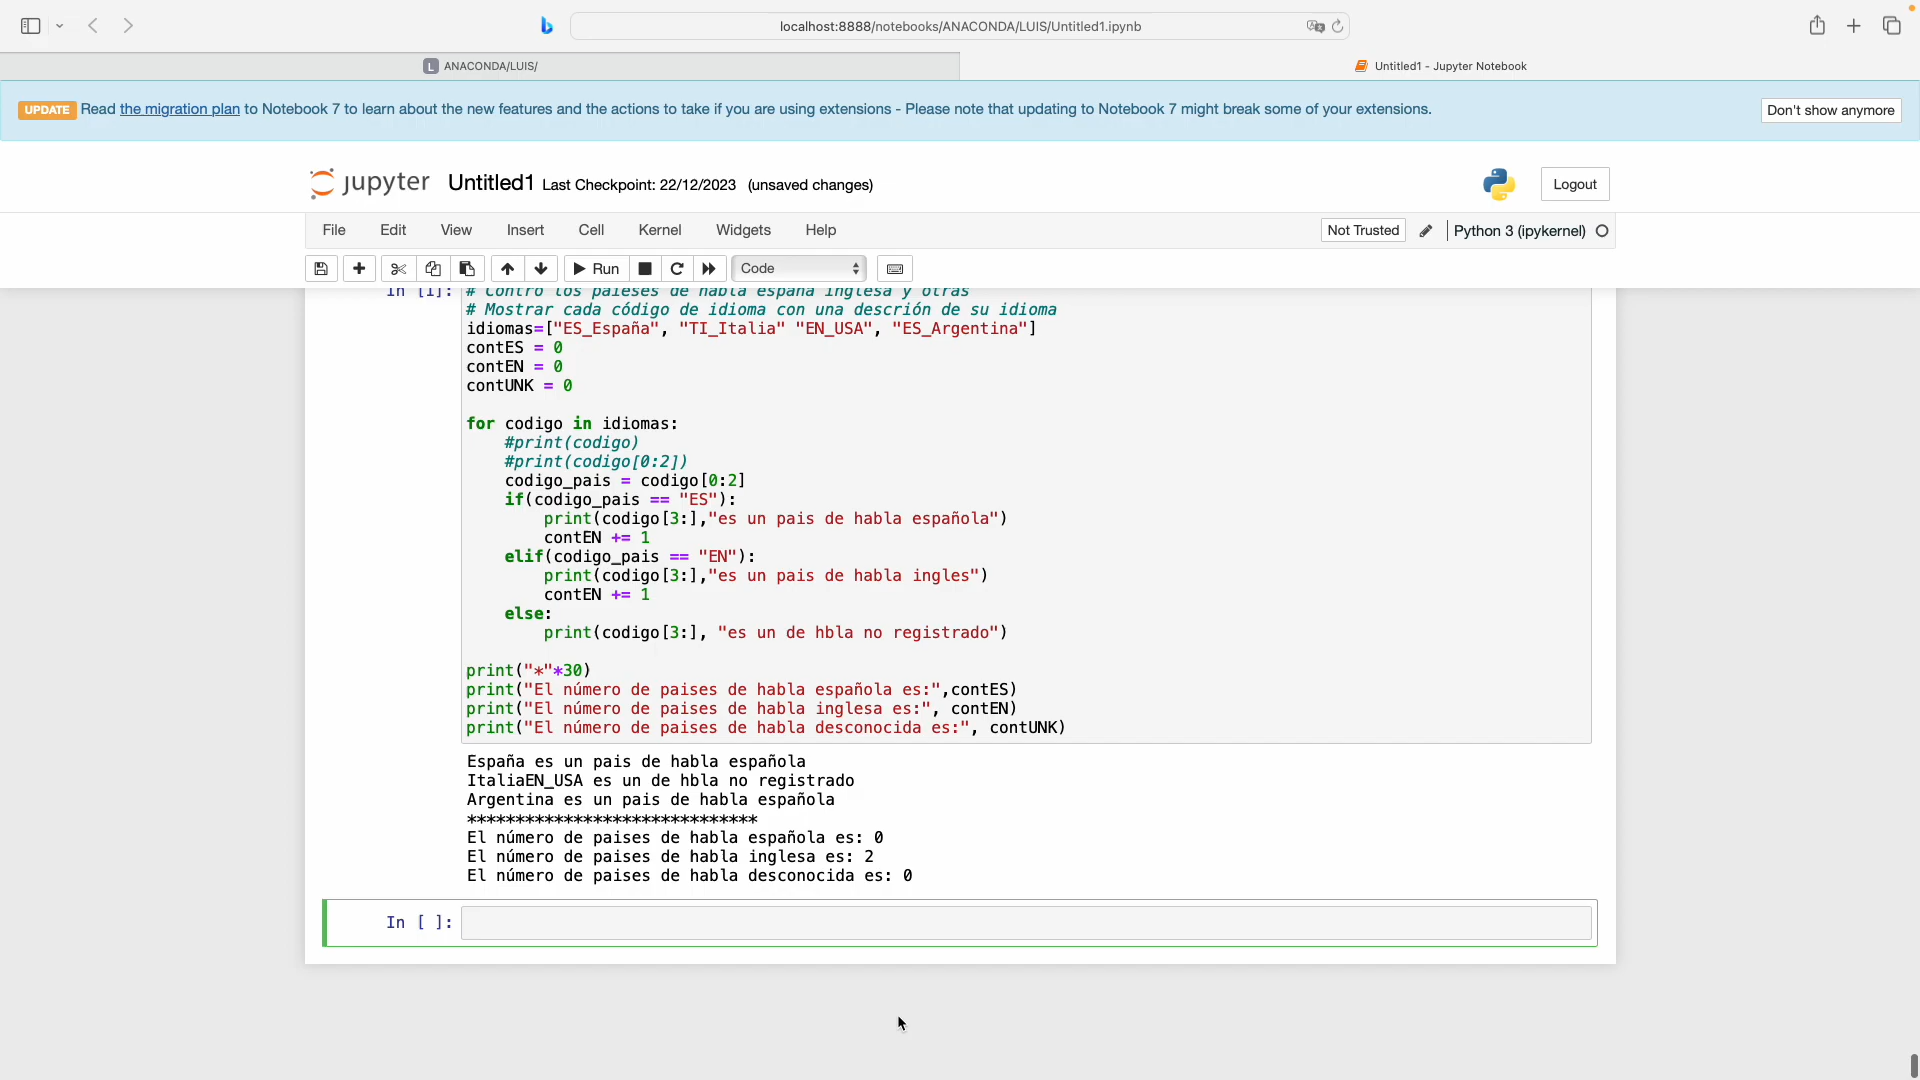 localhost:8888/notebooks/ANACONDA/LUIS/Untitled1.ipynb
L ANACONDA/LUIS/
Untitled1 - Jupyter Notebook
UPDATE Read the migration plan to Notebook 7 to learn about the new features and the actions to take if you are using extensions - Please note that updating to Notebook 7 might break some of your extensions.
Don't show anymore
jupyter Untitled1 Last Checkpoint: 22/12/2023 (unsaved changes)
Logout
File Edit View Insert Cell Kernel Widgets Help
Not Trusted
Python 3 (ipykernel)
Run
Code
In [1]: # Contro los paieses de habla españa inglesa y otras
# Mostrar cada código de idioma con una descrión de su idioma
idiomas=["ES_España", "TI_Italia" "EN_USA", "ES_Argentina"]
contES = 0
contEN = 0
contUNK = 0
for codigo in idiomas:
#print(codigo)
#print(codigo[0:2])
codigo_pais = codigo[0:2]
if(codigo_pais == "ES"):
print(codigo[3:],"es un pais de habla española")
contEN += 1
elif(codigo_pais == "EN"):
print(codigo[3:],"es un pais de habla ingles")
contEN += 1
else:
print(codigo[3:], "es un de hbla no registrado")
print("*"*30)
print("El número de paises de habla española es:",contES)
print("El número de paises de habla inglesa es:", contEN)
print("El número de paises de habla desconocida es:", contUNK)
España es un pais de habla española
ItaliaEN_USA es un de hbla no registrado
Argentina es un pais de habla española
******************************
El número de paises de habla española es: 0
El número de paises de habla inglesa es: 2
El número de paises de habla desconocida es: 0
In [ ]: